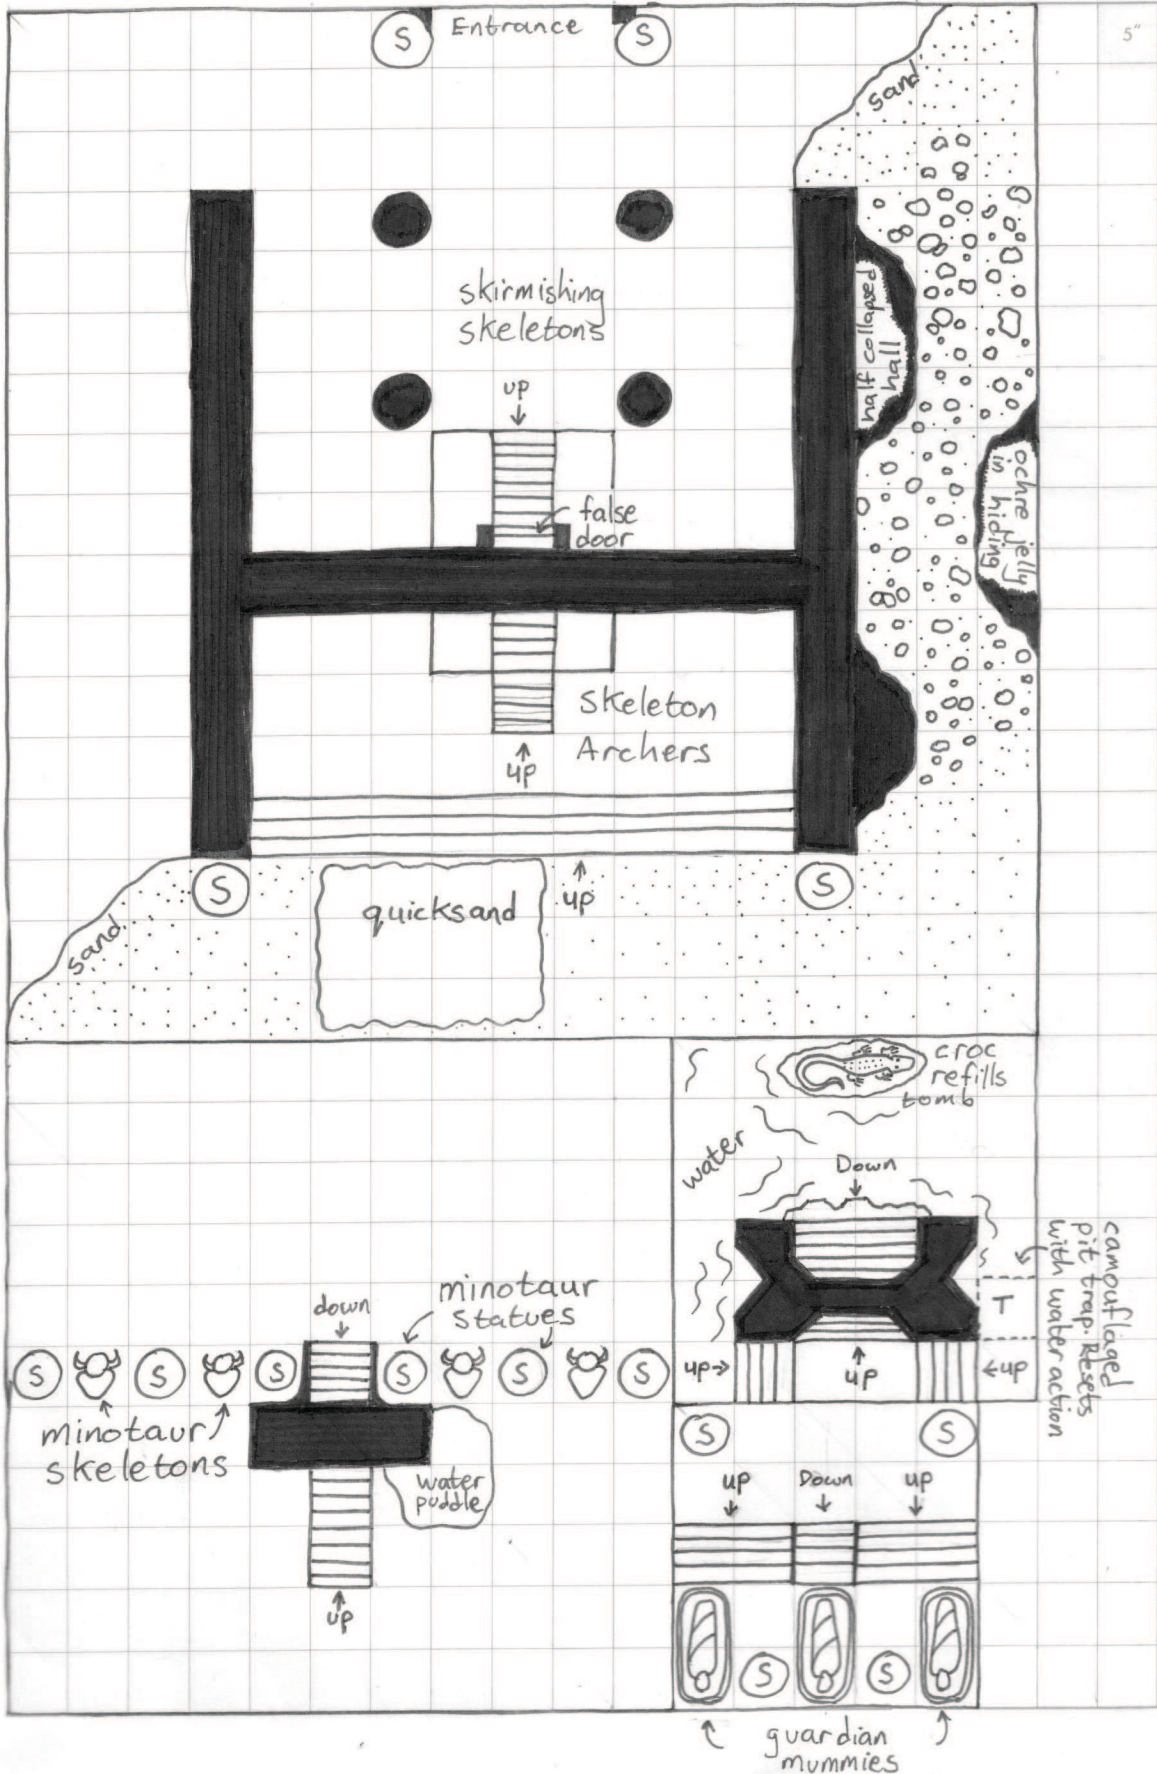 S
Entrance
S
5"
sand
skirmishing
skeletons
half collapsed
hall
up
ochre jelly
in hiding
false
door
skeleton
Archers
up
S
S
quicksand
up
sand
croc
refills
tomb
water
Down
camouflaged
pit trap. Resets
with water action
T
minotaur
statues
down
S
S
S
S
S
S
up
up
up
minotaur
skeletons
water
puddle
up
S
S
up
Down
up
S
S
guardian
mummies